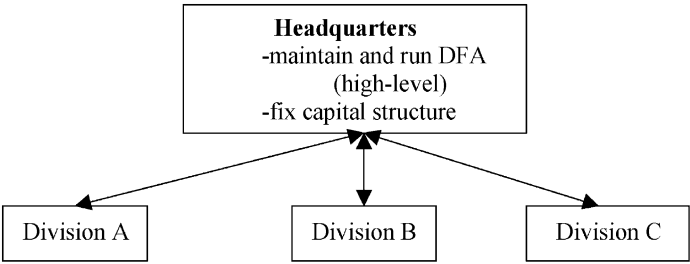 Headquarters
-maintain and run DFA
(high-level)
-fix capital structure
Division A
Division B
Division C